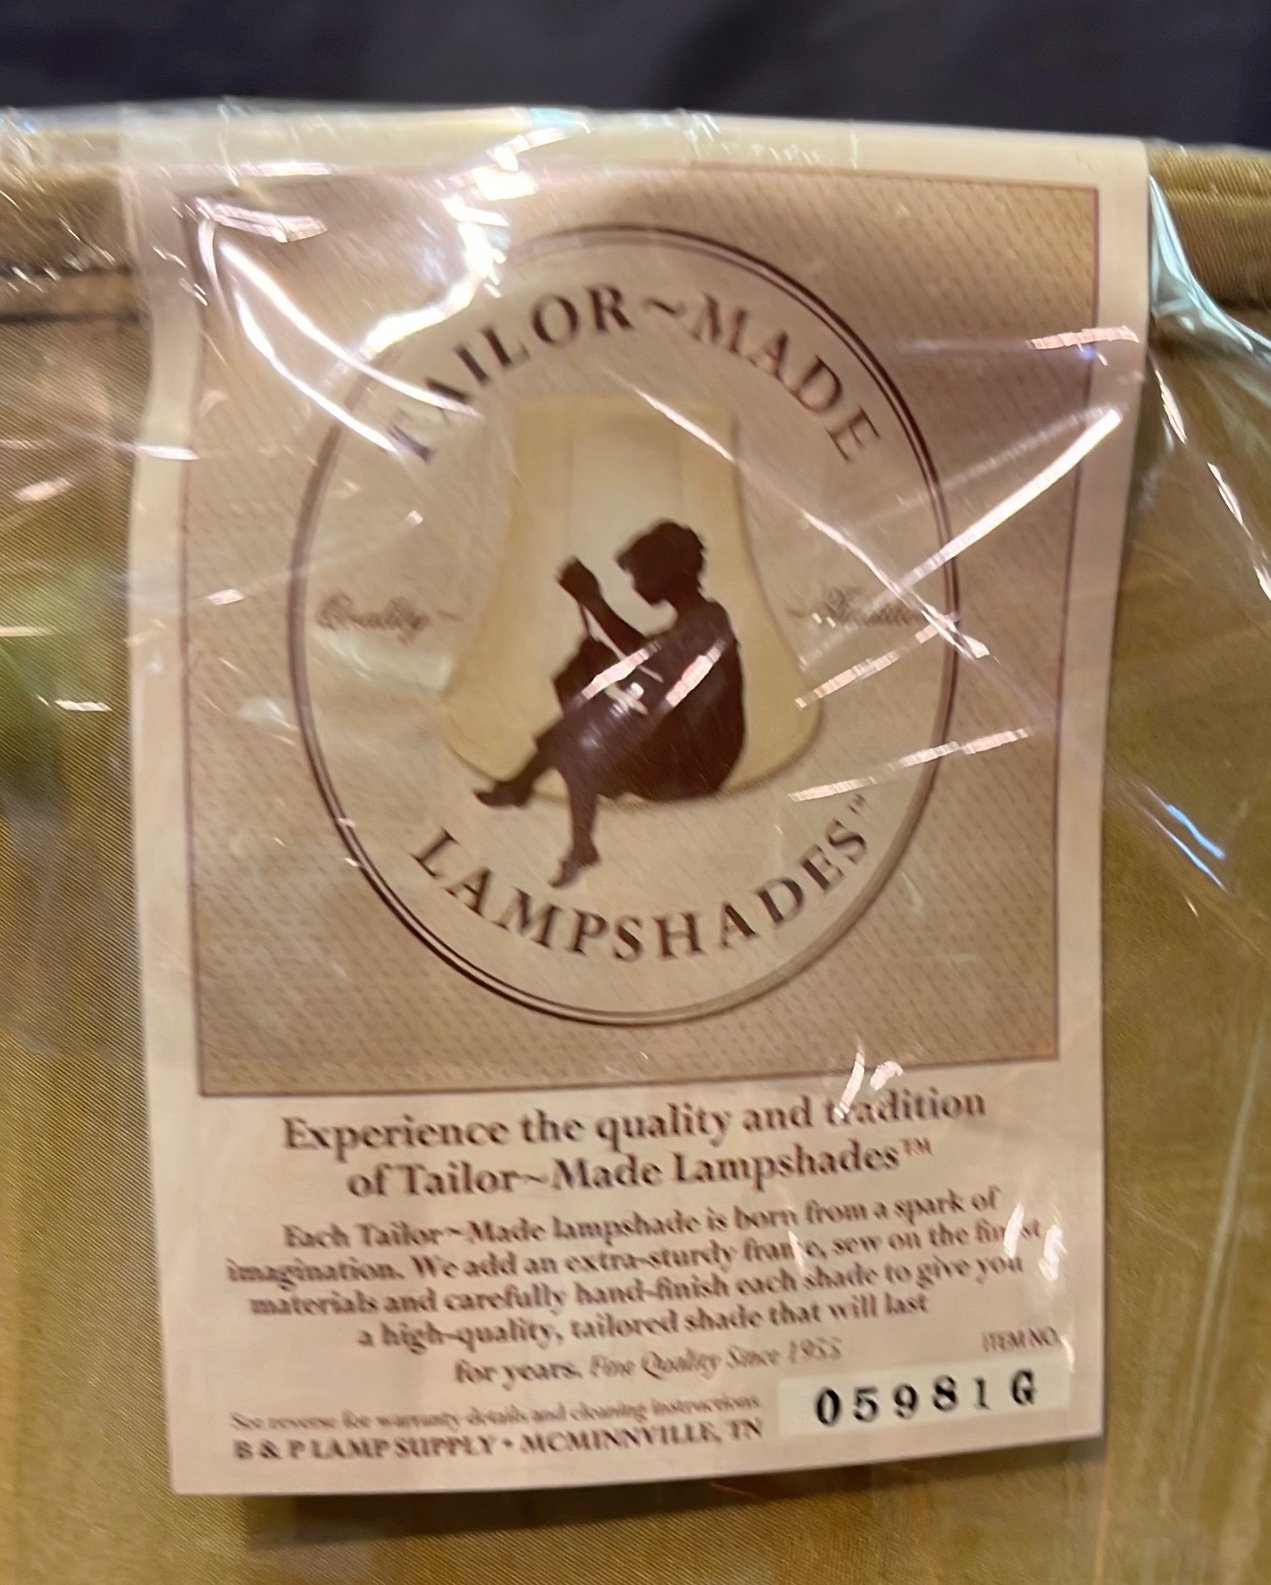 TAILOR~MADE
Quality ~
~ Tradition
LAMPSHADES™
Experience the quality and tradition
of Tailor~Made Lampshades™
Each Tailor~Made lampshade is born from a spark of
imagination. We add an extra-sturdy frame, sew on the finest
materials and carefully hand-finish each shade to give you
a high-quality, tailored shade that will last
for years. Fine Quality Since 1955
ITEM NO.
05981G
See reverse for warranty details and cleaning instructions.
B & P LAMP SUPPLY • MCMINNVILLE, TN